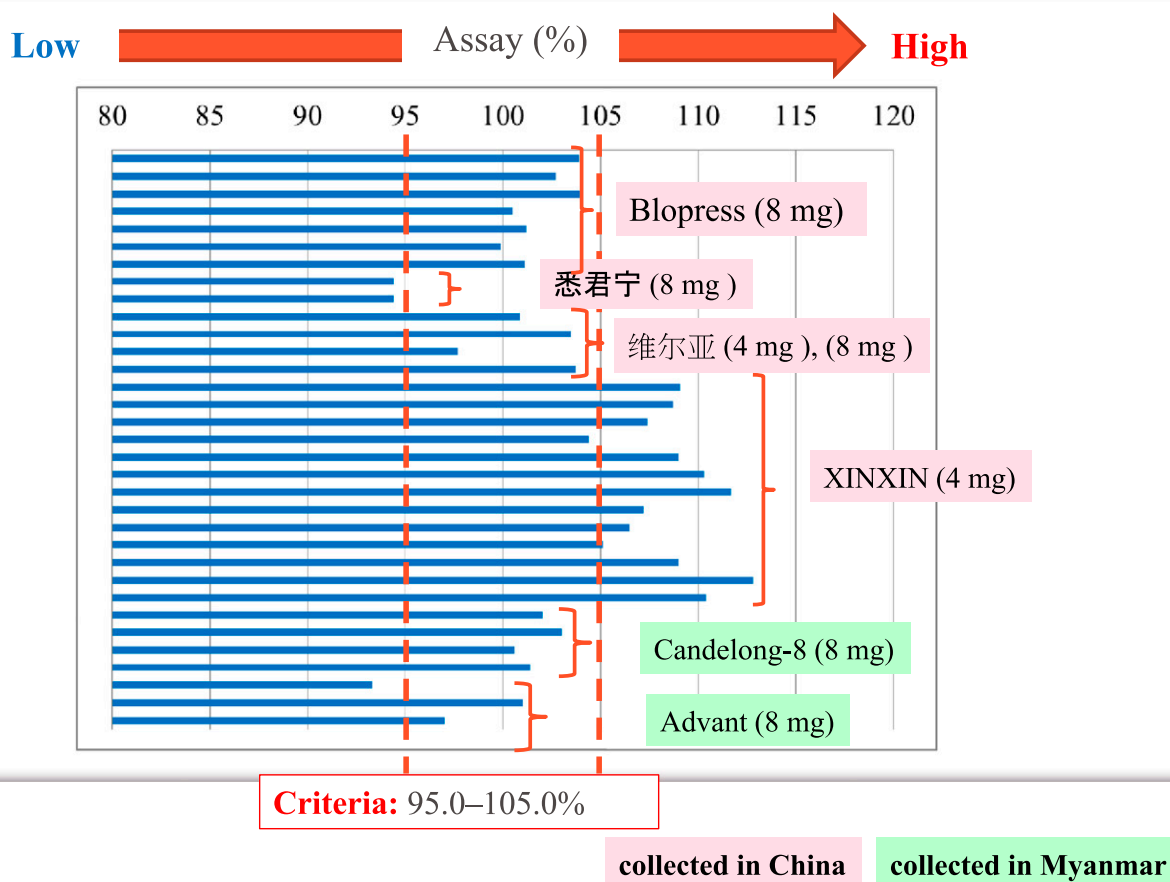 Low Assay (%) High
80 85 90 95 100 105 110 115 120
Blopress (8 mg)
悉君宁 (8 mg )
维尔亚 (4 mg ), (8 mg )
XINXIN (4 mg)
Candelong-8 (8 mg)
Advant (8 mg)
Criteria: 95.0–105.0%
collected in China collected in Myanmar